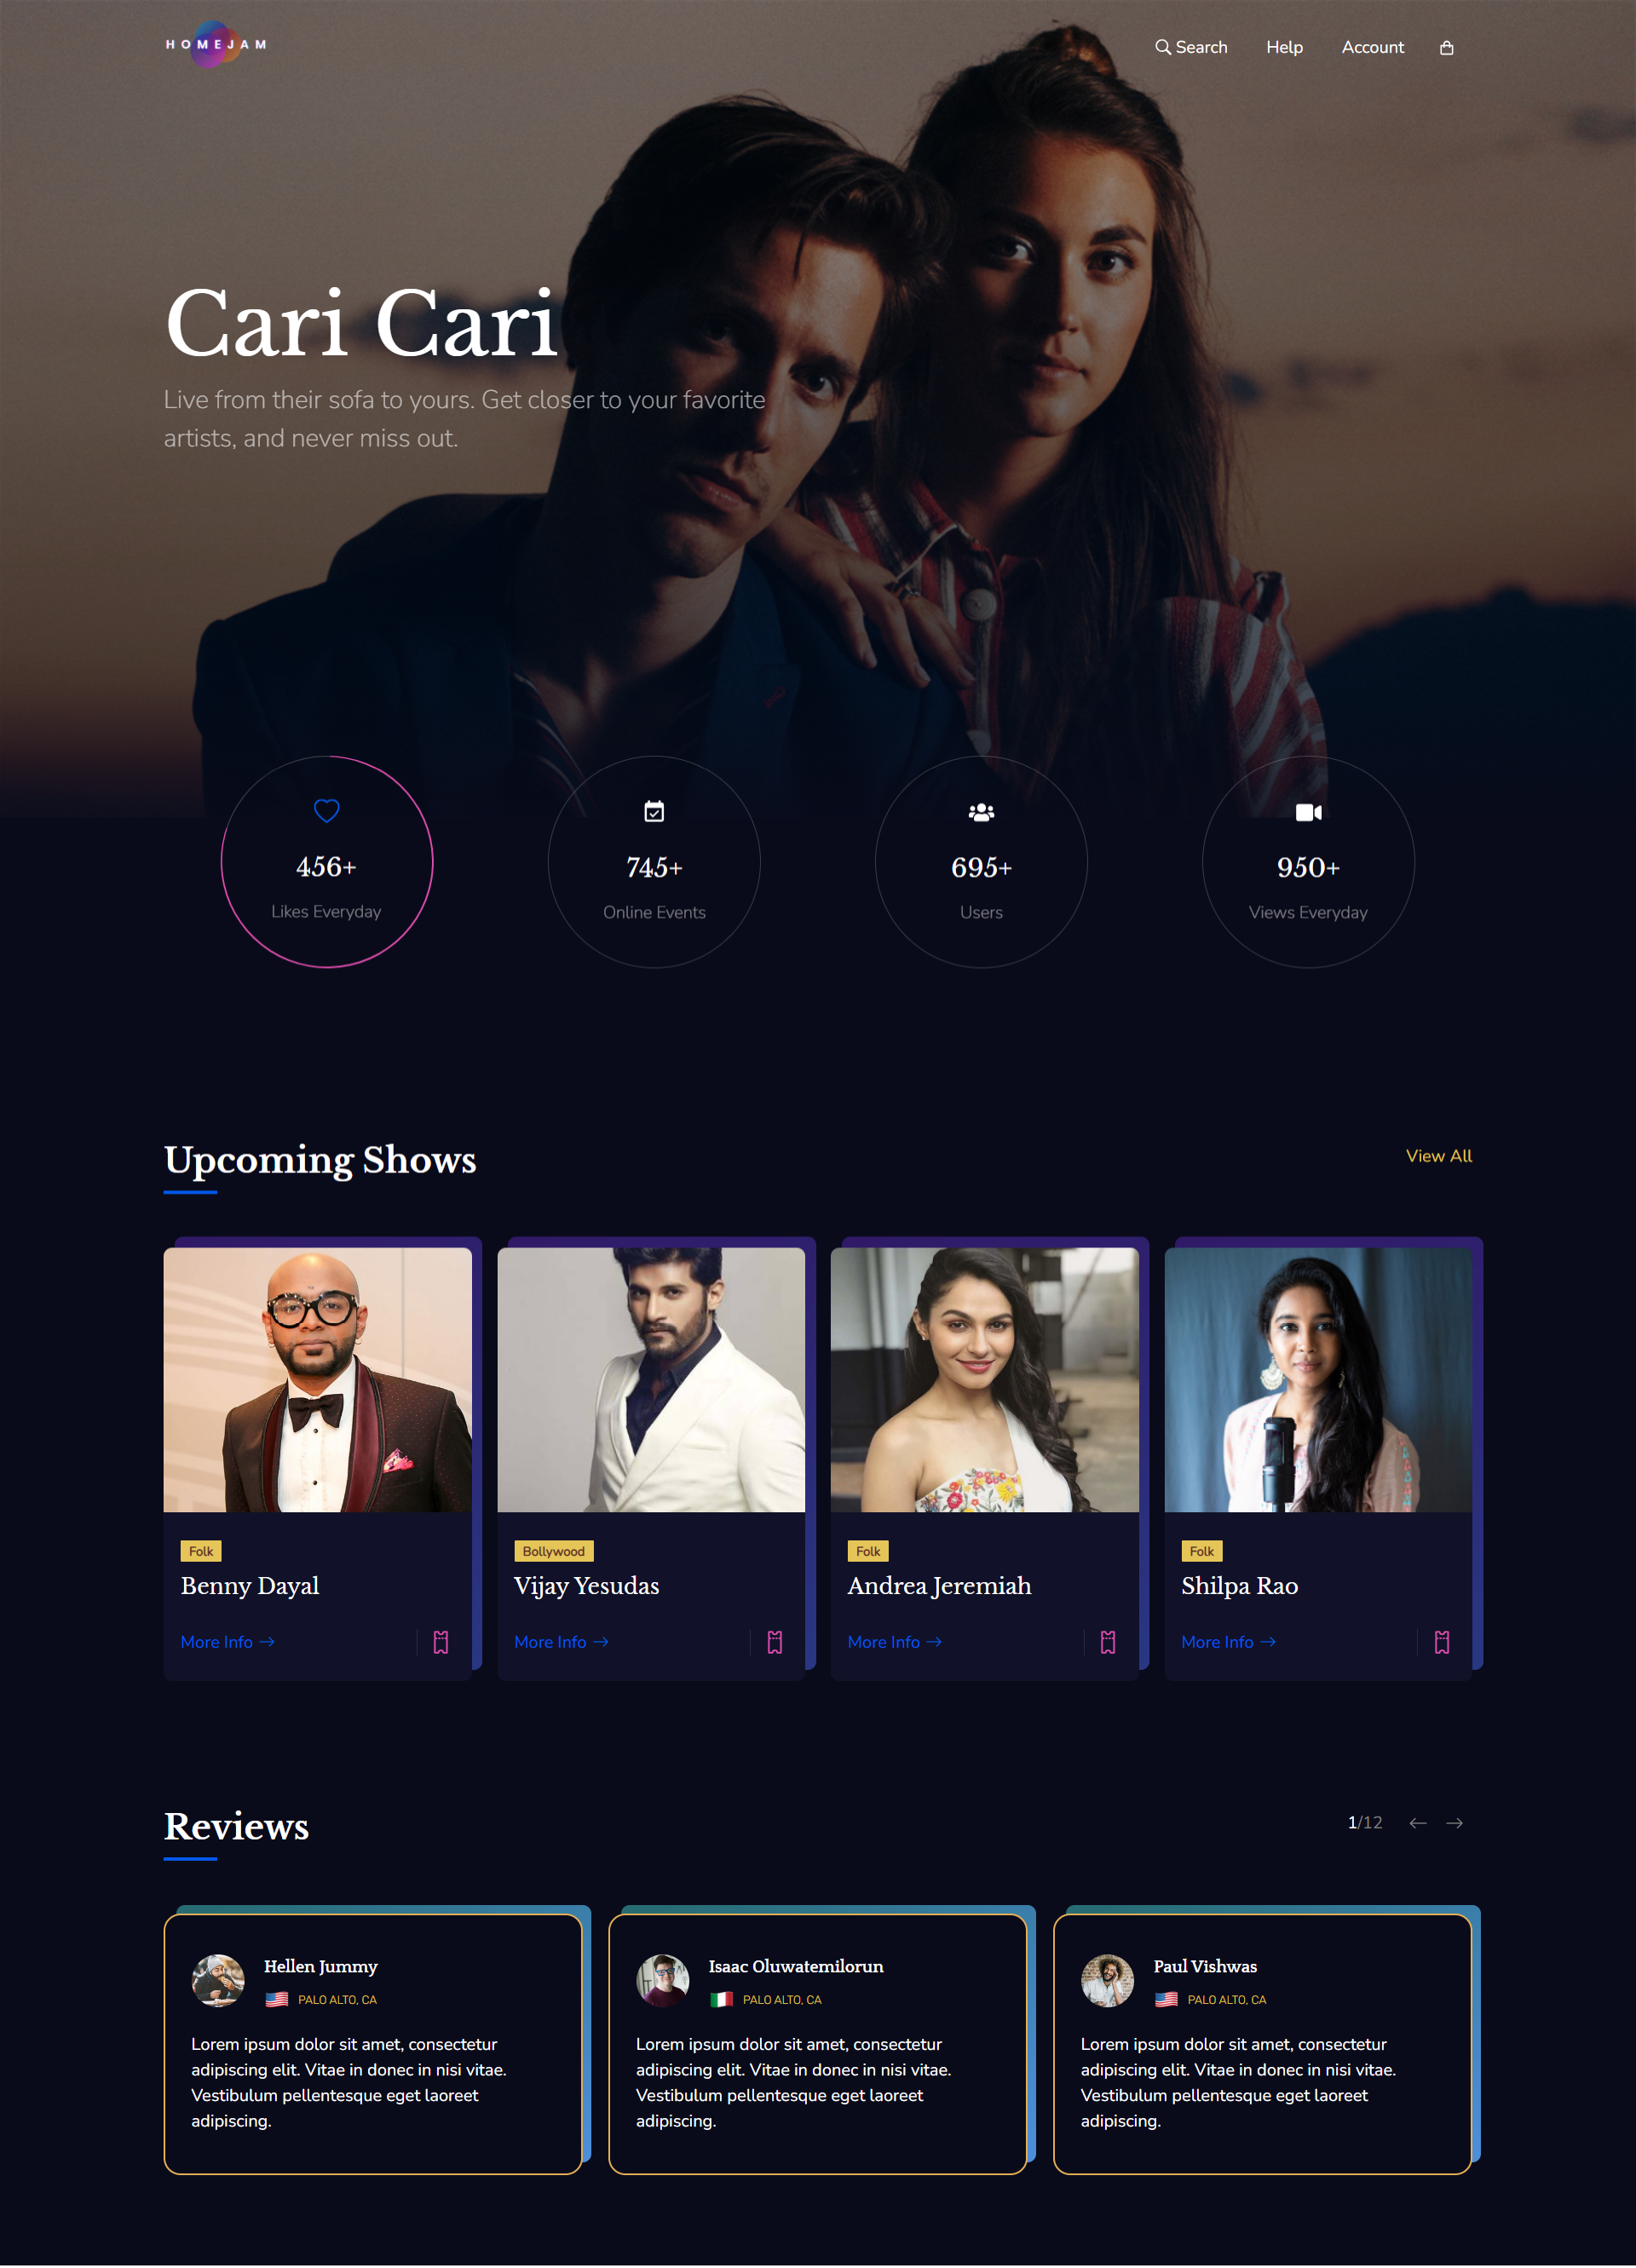 HOMEJAM
Search Help Account
Cari Cari
Live from their sofa to yours. Get closer to your favorite
artists, and never miss out.
456+ 745+ 695+ 950+
Likes Everyday Online Events Users Views Everyday
Upcoming Shows View All
Folk Bollywood Folk Folk
Benny Dayal Vijay Yesudas Andrea Jeremiah Shilpa Rao
More Info → More Info → More Info → More Info →
Reviews 1/12 ← →
Hellen Jummy
PALO ALTO, CA
Lorem ipsum dolor sit amet, consectetur
adipiscing elit. Vitae in donec in nisi vitae.
Vestibulum pellentesque eget laoreet
adipiscing.
Isaac Oluwatemilorun
PALO ALTO, CA
Lorem ipsum dolor sit amet, consectetur
adipiscing elit. Vitae in donec in nisi vitae.
Vestibulum pellentesque eget laoreet
adipiscing.
Paul Vishwas
PALO ALTO, CA
Lorem ipsum dolor sit amet, consectetur
adipiscing elit. Vitae in donec in nisi vitae.
Vestibulum pellentesque eget laoreet
adipiscing.